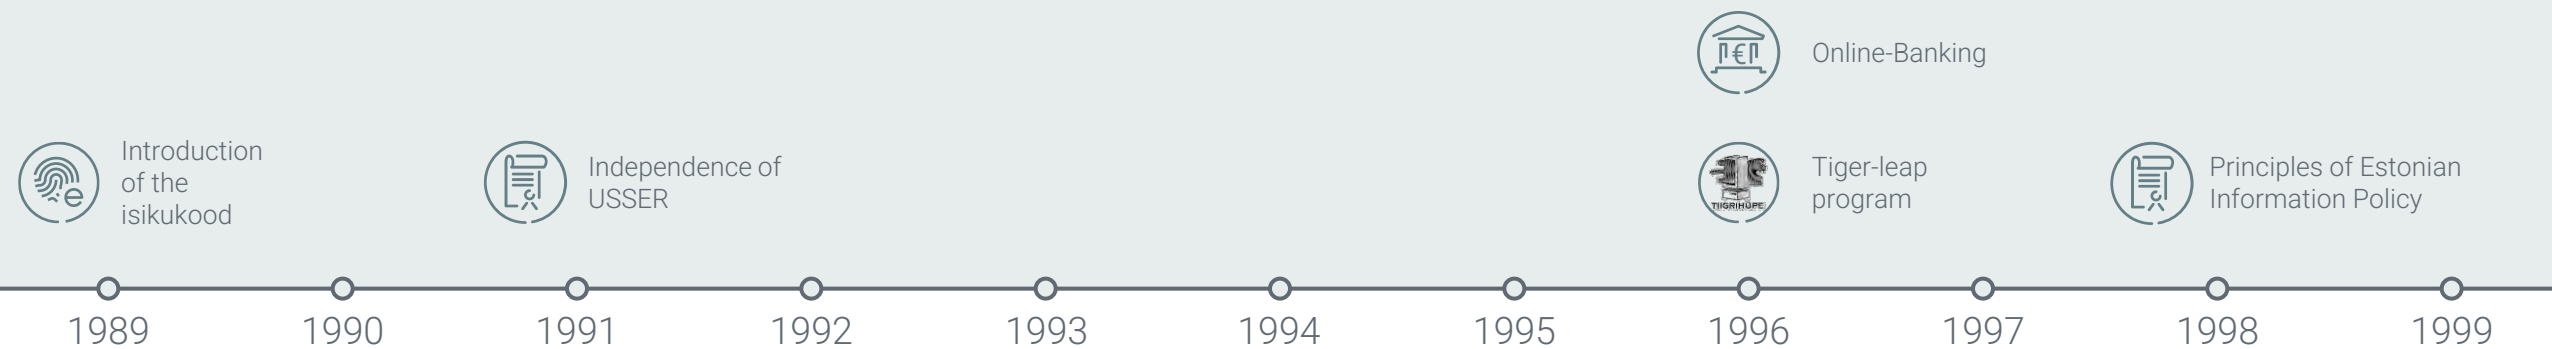 Online-Banking
Introduction
of the
isikukood
e
Independence of
USSER
TIIGRIHÜPE
Tiger-leap
program
Principles of Estonian
Information Policy
1989
1990
1991
1992
1993
1994
1995
1996
1997
1998
1999